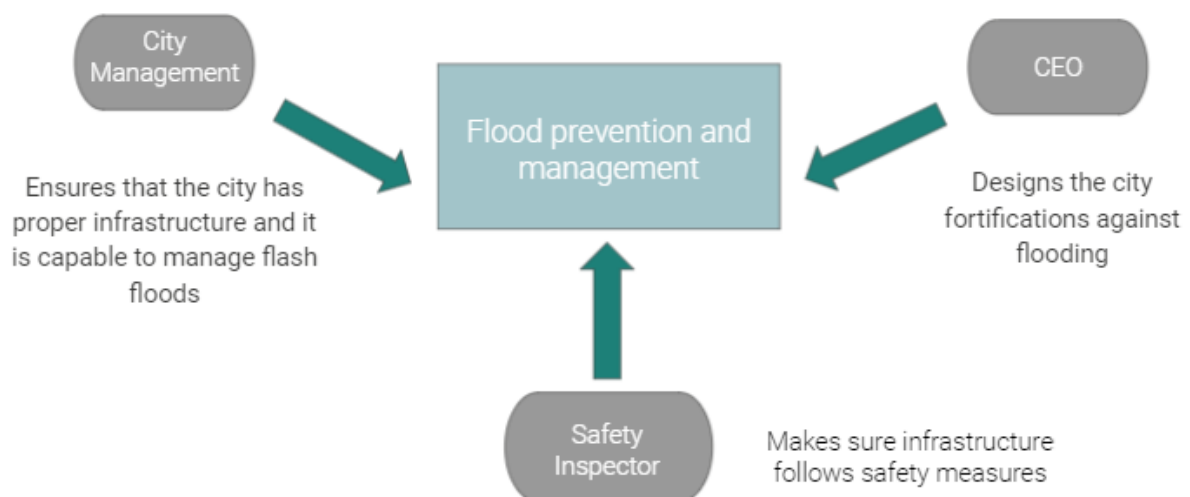 City
Management
Ensures that the city has
proper infrastructure and it
is capable to manage flash
floods
Flood prevention and
management
CEO
Designs the city
fortifications against
flooding
Safety
Inspector
Makes sure infrastructure
follows safety measures